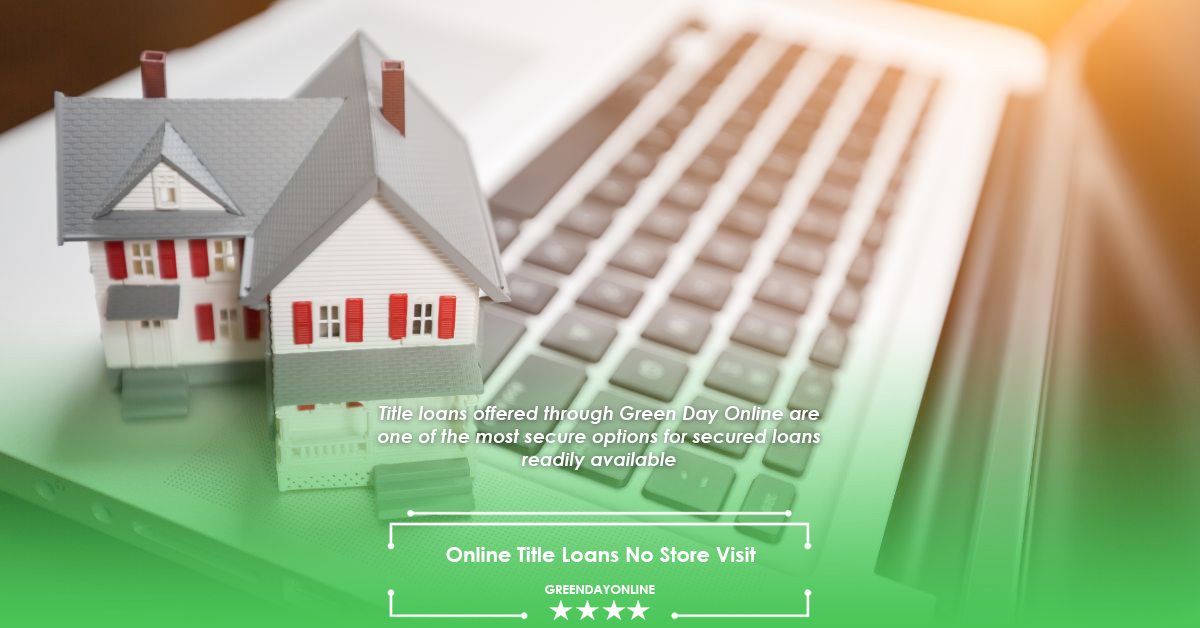 Title loans offered through Green Day Online are
one of the most secure options for secured loans
readily available
Online Title Loans No Store Visit
GREENDAYONLINE